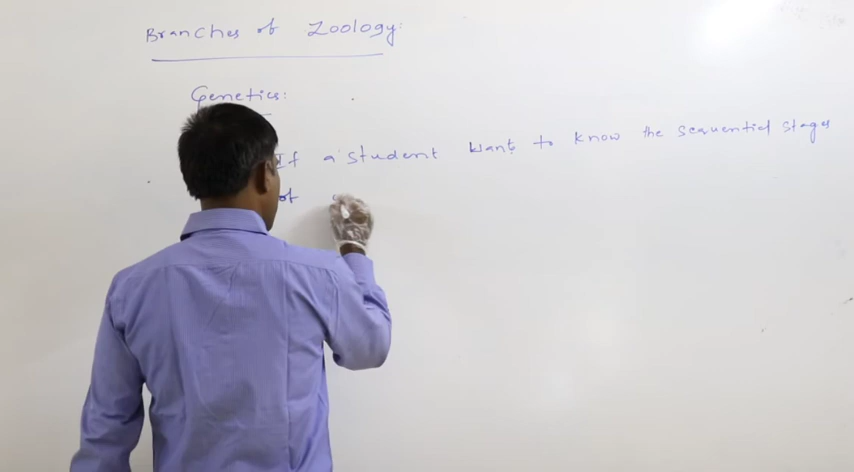 Branches of Zoology:
Genetics:
If a student want to know the sequential stages
of